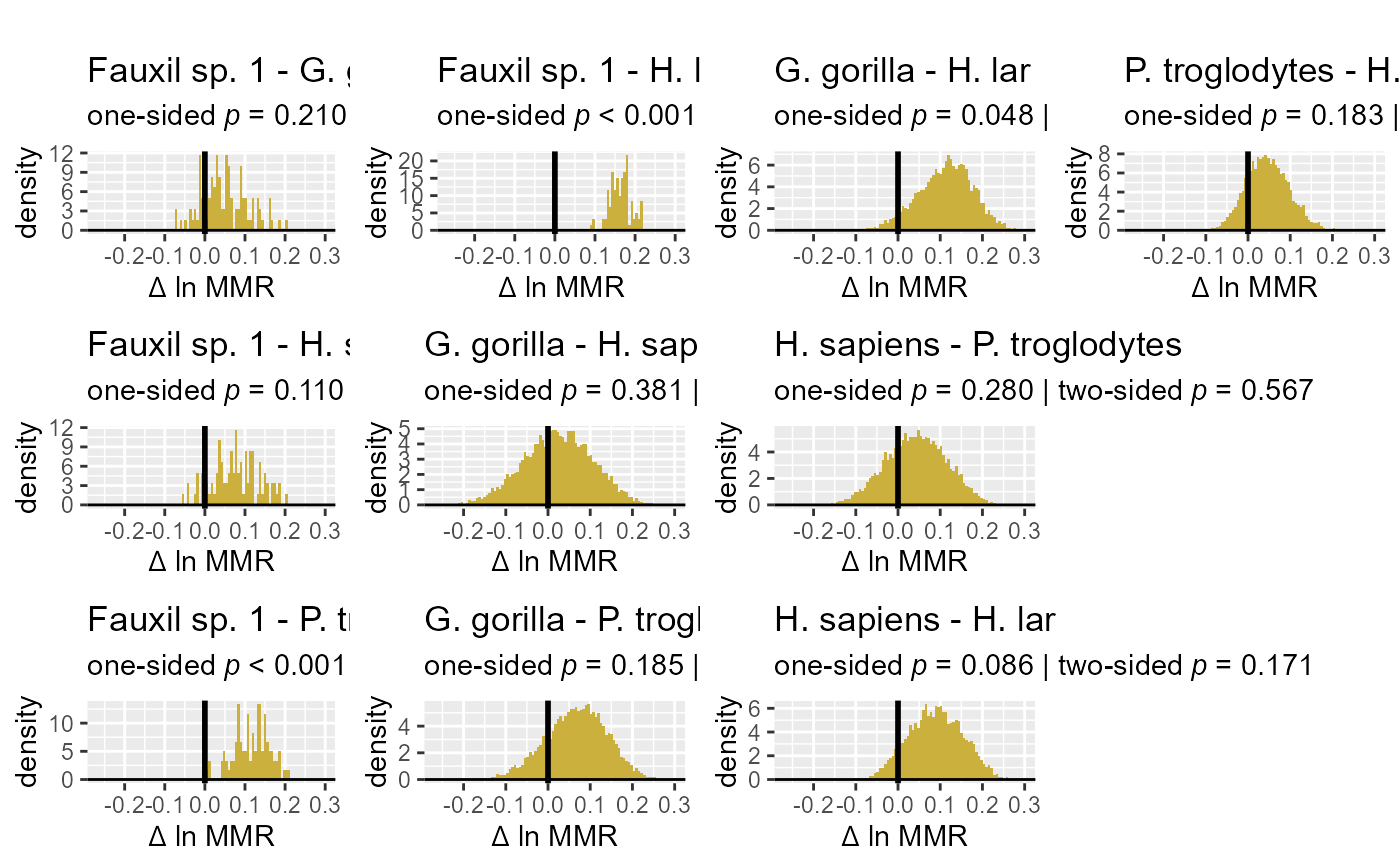 Fauxil sp. 1 - G.
one-sided p = 0.210
density
12
9
6
3
0
-0.2 -0.1 0.0 0.1 0.2 0.3
Δ ln MMR
Fauxil sp. 1 - H.
one-sided p < 0.001
density
20
15
10
5
0
-0.2 -0.1 0.0 0.1 0.2 0.3
Δ ln MMR
G. gorilla - H. lar
one-sided p = 0.048 |
density
6
4
2
0
-0.2 -0.1 0.0 0.1 0.2 0.3
Δ ln MMR
P. troglodytes - H.
one-sided p = 0.183 |
density
8
6
4
2
0
-0.2 -0.1 0.0 0.1 0.2 0.3
Δ ln MMR
Fauxil sp. 1 - H.
one-sided p = 0.110
density
12
9
6
3
0
-0.2 -0.1 0.0 0.1 0.2 0.3
Δ ln MMR
G. gorilla - H. sap
one-sided p = 0.381 |
density
5
4
3
2
1
0
-0.2 -0.1 0.0 0.1 0.2 0.3
Δ ln MMR
H. sapiens - P. troglodytes
one-sided p = 0.280 | two-sided p = 0.567
density
4
2
0
-0.2 -0.1 0.0 0.1 0.2 0.3
Δ ln MMR
Fauxil sp. 1 - P. t
one-sided p < 0.001
density
10
5
0
-0.2 -0.1 0.0 0.1 0.2 0.3
Δ ln MMR
G. gorilla - P. trogl
one-sided p = 0.185 |
density
4
2
0
-0.2 -0.1 0.0 0.1 0.2 0.3
Δ ln MMR
H. sapiens - H. lar
one-sided p = 0.086 | two-sided p = 0.171
density
6
4
2
0
-0.2 -0.1 0.0 0.1 0.2 0.3
Δ ln MMR